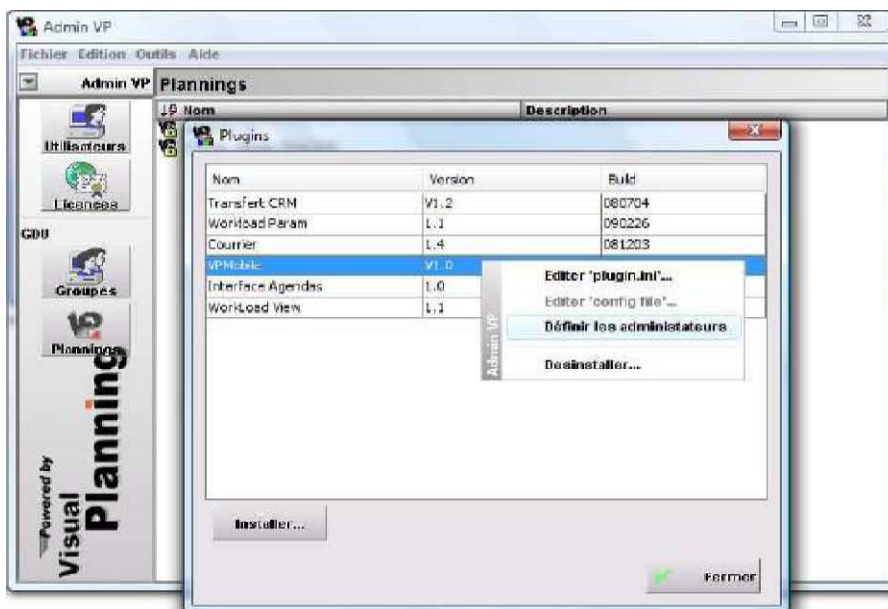 Admin VP
Fichier Edition Outils Aide
Admin VP
Plannings
Nom Description
Utilisateurs
Licences
GDU
Groupes
Plannings
Powered by
Visual
Planning
Plugins
Nom Version Build
Transfert CRM V1.2 080704
Workload Param 1.1 090226
Courrier 1.4 081203
VPMobile V1.0
Interface Agendas 1.0
WorkLoad View 1.1
Admin VP
Editer 'plugin.ini'...
Editer 'config file'...
Définir les administateurs
Desinstaller...
Installer...
Fermer